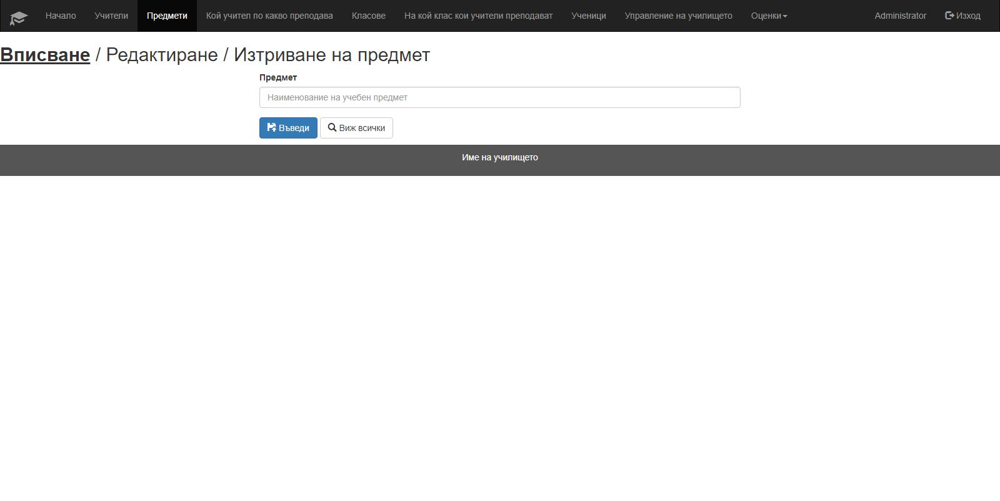 Начало Учители Предмети Кой учител по какво преподава Класове На кой клас кои учители преподават Ученици Управление на училището Оценки Administrator Изход
Вписване / Редактиране / Изтриване на предмет
Предмет
Наименование на учебен предмет
Въведи Виж всички
Име на училището